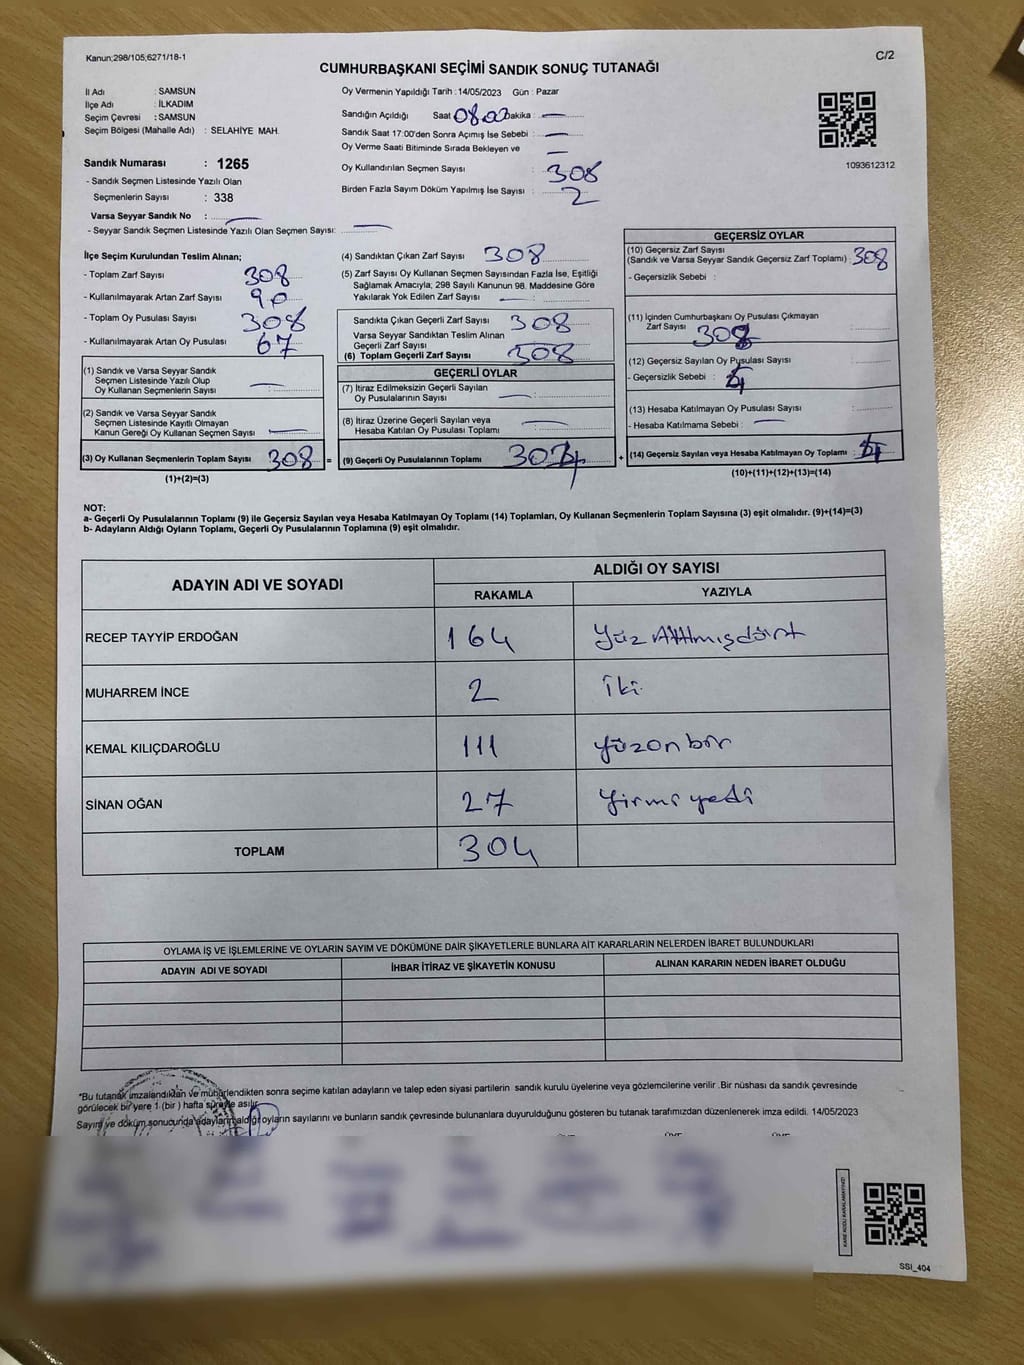 Kanun;298/105;6271/18-1
C/2
CUMHURBAŞKANI SEÇİMİ SANDIK SONUÇ TUTANAĞI
İl Adı : SAMSUN
İlçe Adı : İLKADIM
Seçim Çevresi : SAMSUN
Seçim Bölgesi (Mahalle Adı) : SELAHİYE MAH.
Sandık Numarası : 1265
- Sandık Seçmen Listesinde Yazılı Olan
Seçmenlerin Sayısı : 338
Varsa Seyyar Sandık No :
- Seyyar Sandık Seçmen Listesinde Yazılı Olan Seçmen Sayısı:
Oy Vermenin Yapıldığı Tarih : 14/05/2023 Gün : Pazar
Sandığın Açıldığı Saat Dakika :
Sandık Saat 17:00'den Sonra Açımış İse Sebebi :
Oy Verme Saati Bitiminde Sırada Bekleyen ve
Oy Kullandırılan Seçmen Sayısı : 308
Birden Fazla Sayım Döküm Yapılmış İse Sayısı : 2
1093612312
İlçe Seçim Kurulundan Teslim Alınan;
- Toplam Zarf Sayısı 308
- Kullanılmayarak Artan Zarf Sayısı 90
- Toplam Oy Pusulası Sayısı 308
- Kullanılmayarak Artan Oy Pusulası 67
(1) Sandık ve Varsa Seyyar Sandık
Seçmen Listesinde Yazılı Olup
Oy Kullanan Seçmenlerin Sayısı :
(2) Sandık ve Varsa Seyyar Sandık
Seçmen Listesinde Kayıtlı Olmayan
Kanun Gereği Oy Kullanan Seçmen Sayısı :
(3) Oy Kullanan Seçmenlerin Toplam Sayısı 308 =
(1)+(2)=(3)
(4) Sandıktan Çıkan Zarf Sayısı 308
(5) Zarf Sayısı Oy Kullanan Seçmen Sayısından Fazla İse, Eşitliği
Sağlamak Amacıyla; 298 Sayılı Kanunun 98. Maddesine Göre
Yakılarak Yok Edilen Zarf Sayısı :
Sandıkta Çıkan Geçerli Zarf Sayısı 308
Varsa Seyyar Sandıktan Teslim Alınan
Geçerli Zarf Sayısı
(6) Toplam Geçerli Zarf Sayısı 308
GEÇERLİ OYLAR
(7) İtiraz Edilmeksizin Geçerli Sayılan
Oy Pusulalarının Sayısı :
(8) İtiraz Üzerine Geçerli Sayılan veya
Hesaba Katılan Oy Pusulası Toplamı :
(9) Geçerli Oy Pusulalarının Toplamı +
GEÇERSİZ OYLAR
(10) Geçersiz Zarf Sayısı
(Sandık ve Varsa Seyyar Sandık Geçersiz Zarf Toplamı) : 308
- Geçersizlik Sebebi :
(11) İçinden Cumhurbaşkanı Oy Pusulası Çıkmayan
Zarf Sayısı 308
(12) Geçersiz Sayılan Oy Pusulası Sayısı :
- Geçersizlik Sebebi :
(13) Hesaba Katılmayan Oy Pusulası Sayısı :
- Hesaba Katılmama Sebebi :
(14) Geçersiz Sayılan veya Hesaba Katılmayan Oy Toplamı :
(10)+(11)+(12)+(13)=(14)
NOT:
a- Geçerli Oy Pusulalarının Toplamı (9) ile Geçersiz Sayılan veya Hesaba Katılmayan Oy Toplamı (14) Toplamları, Oy Kullanan Seçmenlerin Toplam Sayısına (3) eşit olmalıdır. (9)+(14)=(3)
b- Adayların Aldığı Oyların Toplamı, Geçerli Oy Pusulalarının Toplamına (9) eşit olmalıdır.
ADAYIN ADI VE SOYADI
ALDIĞI OY SAYISI
RAKAMLA YAZIYLA
RECEP TAYYİP ERDOĞAN 164 Yüz Altmışdört
MUHARREM İNCE 2 iki
KEMAL KILIÇDAROĞLU 111 yüzonbir
SİNAN OĞAN 27 yirmi yedi
TOPLAM 304
OYLAMA İŞ VE İŞLEMLERİNE VE OYLARIN SAYIM VE DÖKÜMÜNE DAİR ŞİKAYETLERLE BUNLARA AİT KARARLARIN NELERDEN İBARET BULUNDUKLARI
ADAYIN ADI VE SOYADI İHBAR İTİRAZ VE ŞİKAYETİN KONUSU ALINAN KARARIN NEDEN İBARET OLDUĞU
*Bu tutanak imzalandıktan ve mühürlendikten sonra seçime katılan adayların ve talep eden siyasi partilerin sandık kurulu üyelerine veya gözlemcilerine verilir .Bir nüshası da sandık çevresinde
görülecek bir yere 1 (bir ) hafta süreyle asılır.
Sayım ve döküm sonucunda adayların aldığı oyların sayılarını ve bunların sandık çevresinde bulunanlara duyurulduğunu gösteren bu tutanak tarafımızdan düzenlenerek imza edildi. 14/05/2023
SSI_404